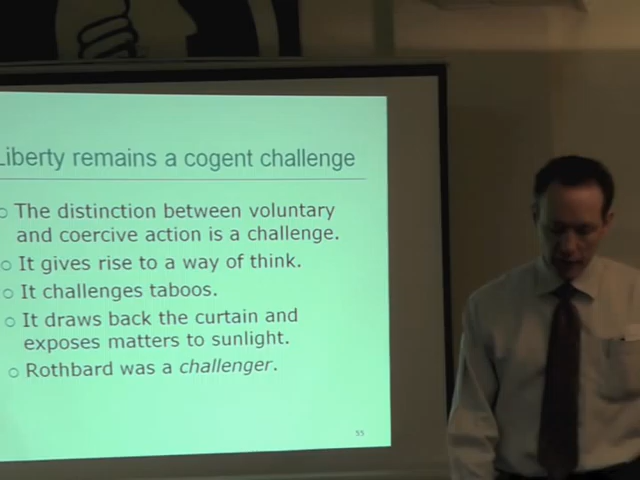 Liberty remains a cogent challenge
The distinction between voluntary
and coercive action is a challenge.
It gives rise to a way of think.
It challenges taboos.
It draws back the curtain and
exposes matters to sunlight.
Rothbard was a challenger.
55